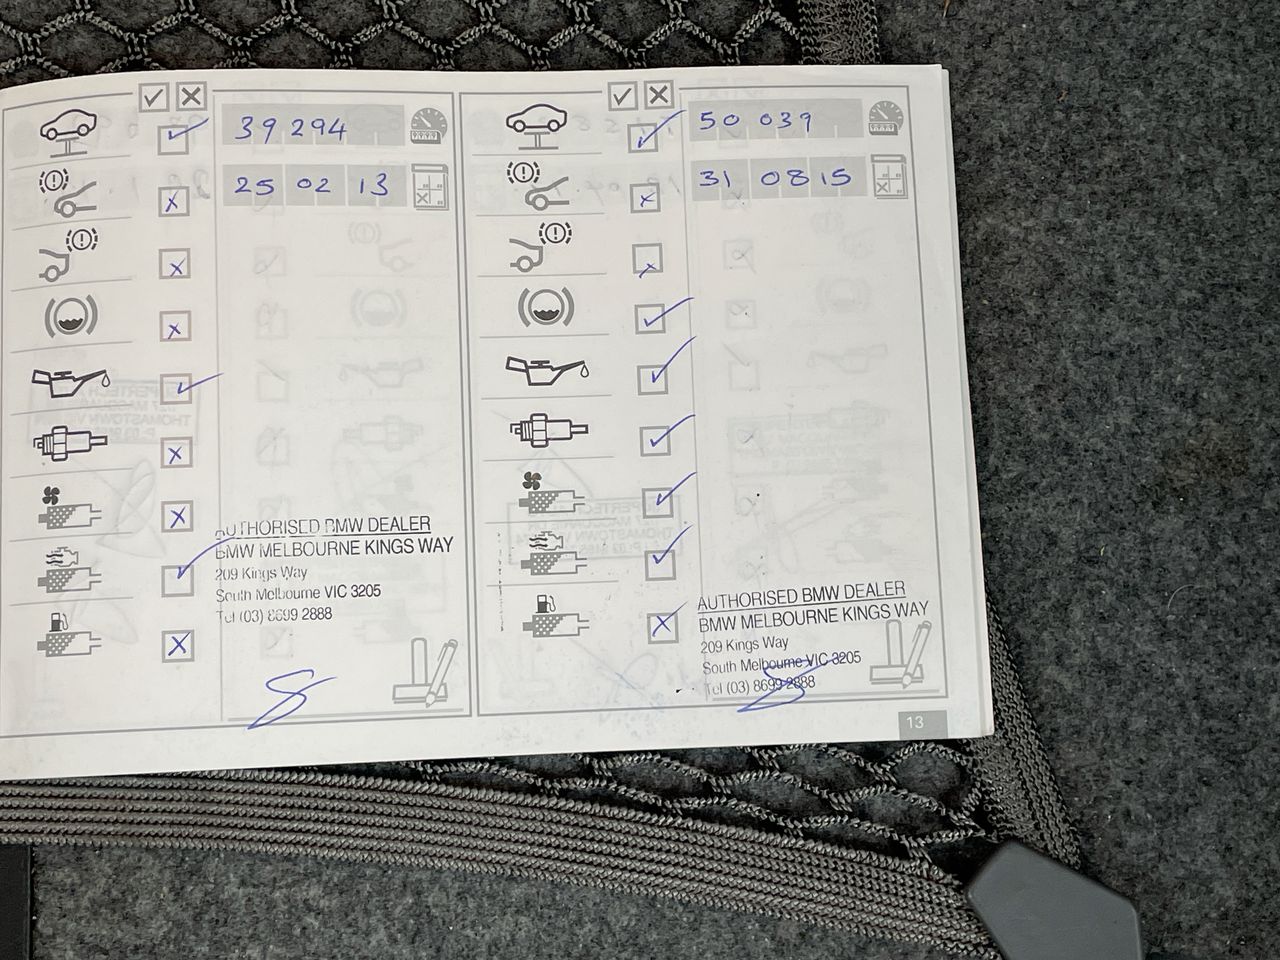 39 294
25 02 13
AUTHORISED BMW DEALER
BMW MELBOURNE KINGS WAY
209 Kings Way
South Melbourne VIC 3205
Tel (03) 8699 2888
50 039
31 08 15
AUTHORISED BMW DEALER
BMW MELBOURNE KINGS WAY
209 Kings Way
South Melbourne VIC 3205
Tel (03) 8699 2888
13